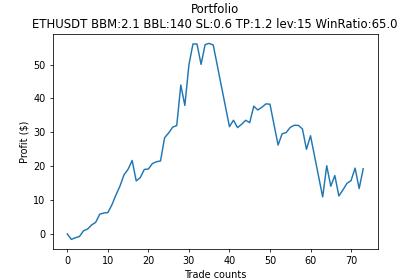 Portfolio
ETHUSDT BBM:2.1 BBL:140 SL:0.6 TP:1.2 lev:15 WinRatio:65.0
50
40
30
20
10
0
Profit ($)
0 10 20 30 40 50 60 70
Trade counts